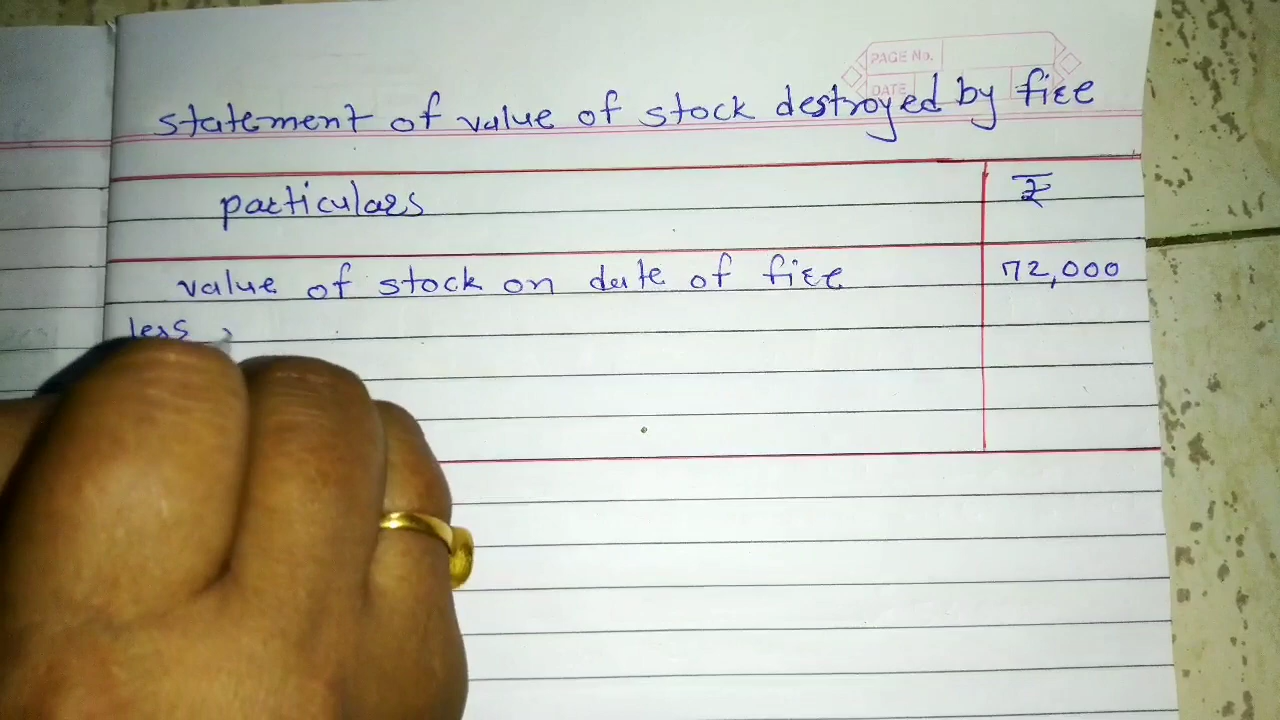 PAGE No.
DATE
statement of value of stock destroyed by fire
particulars
₹
value of stock on date of fire
72,000
less :